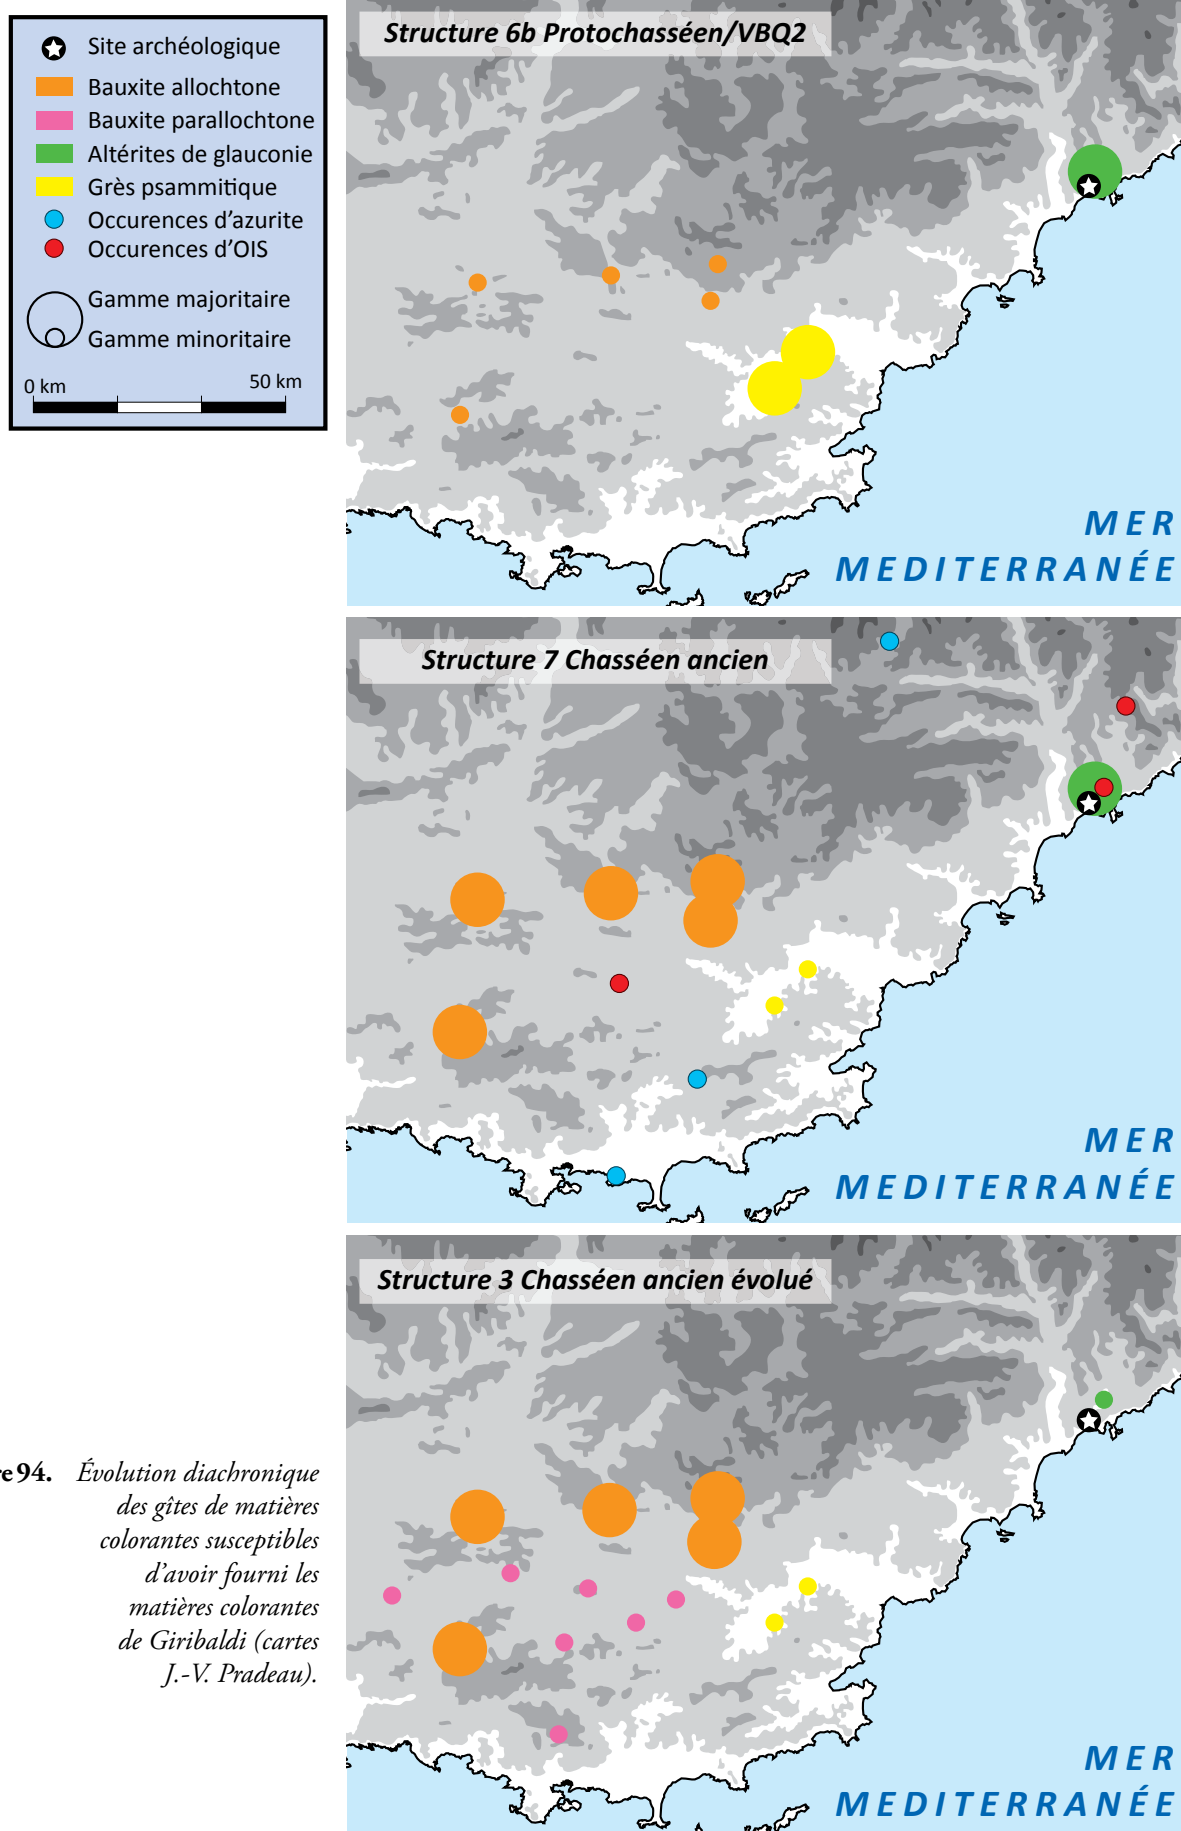 Site archéologique
Bauxite allochtone
Bauxite parallochtone
Altérites de glauconie
Grès psammitique
Occurences d'azurite
Occurences d'OIS
Gamme majoritaire
Gamme minoritaire
0 km 50 km
Structure 6b Protochasséen/VBQ2
MER
MEDITERRANÉE
Structure 7 Chasséen ancien
MER
MEDITERRANÉE
Structure 3 Chasséen ancien évolué
MER
MEDITERRANÉE
re 94. Évolution diachronique
des gîtes de matières
colorantes susceptibles
d'avoir fourni les
matières colorantes
de Giribaldi (cartes
J.-V. Pradeau).